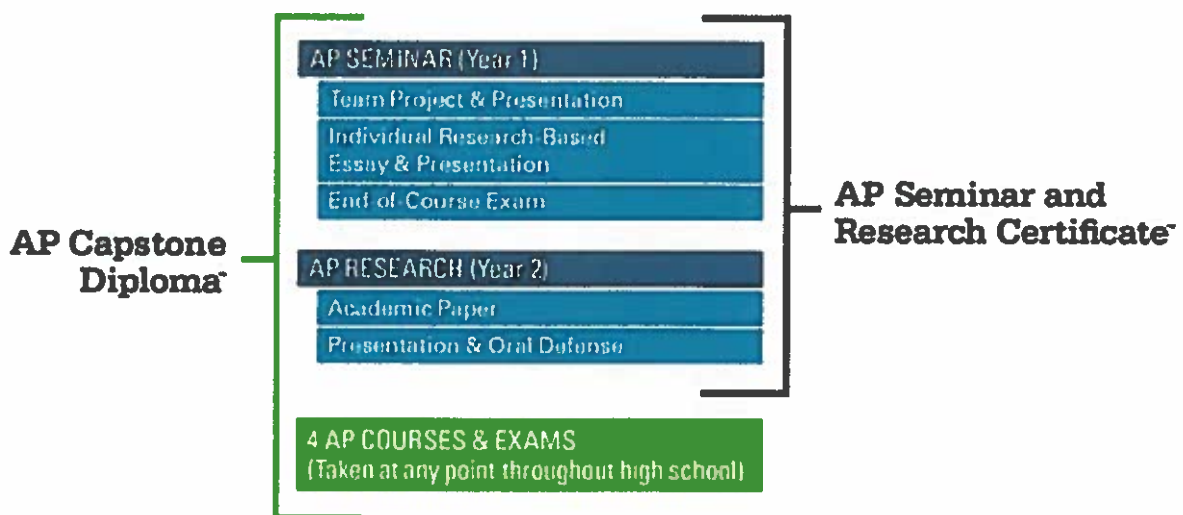 AP SEMINAR (Year 1)
Team Project & Presentation
Individual Research-Based
Essay & Presentation
End-of-Course Exam
AP Seminar and
Research Certificate™
AP Capstone
Diploma™
AP RESEARCH (Year 2)
Academic Paper
Presentation & Oral Defense
4 AP COURSES & EXAMS
(Taken at any point throughout high school)